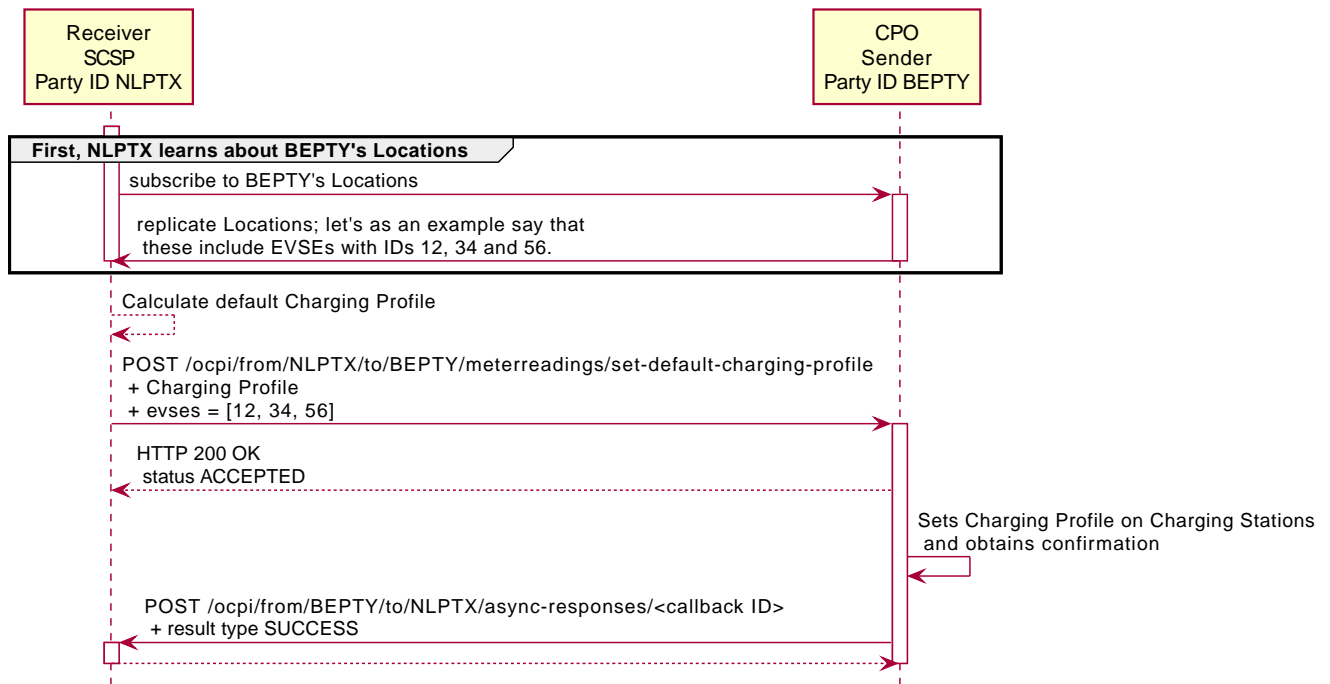 Receiver
SCSP
Party ID NLPTX
CPO
Sender
Party ID BEPTY
First, NLPTX learns about BEPTY's Locations
subscribe to BEPTY's Locations
replicate Locations; let's as an example say that
these include EVSEs with IDs 12, 34 and 56.
Calculate default Charging Profile
POST /ocpi/from/NLPTX/to/BEPTY/meterreadings/set-default-charging-profile
+ Charging Profile
+ evses = [12, 34, 56]
HTTP 200 OK
status ACCEPTED
Sets Charging Profile on Charging Stations
and obtains confirmation
POST /ocpi/from/BEPTY/to/NLPTX/async-responses/<callback ID>
+ result type SUCCESS